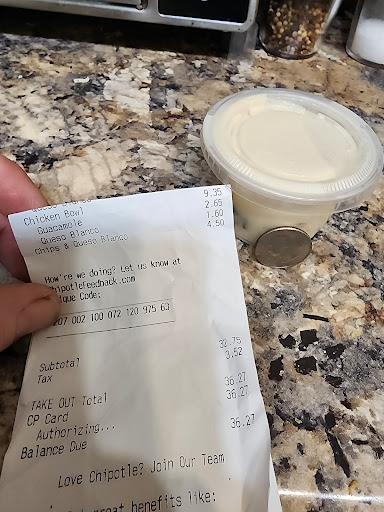 Chicken Bowl 9.35
Guacamole 2.65
Queso Blanco 1.60
Chips & Queso Blanco 4.50
How're we doing? Let us know at
chipotlefeedback.com
ique Code:
207 002 100 072 120 975 63
Subtotal 32.75
Tax 3.52
TAKE OUT Total 36.27
CP Card 36.27
Authorizing...
Balance Due 36.27
Love Chipotle? Join Our Team
great benefits like: